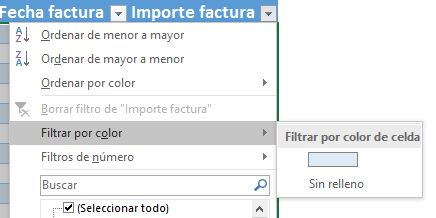 Fecha factura Importe factura
Ordenar de menor a mayor
Ordenar de mayor a menor
Ordenar por color
Borrar filtro de "Importe factura"
Filtrar por color
Filtrar por color de celda
Filtros de número
Sin relleno
Buscar
(Seleccionar todo)